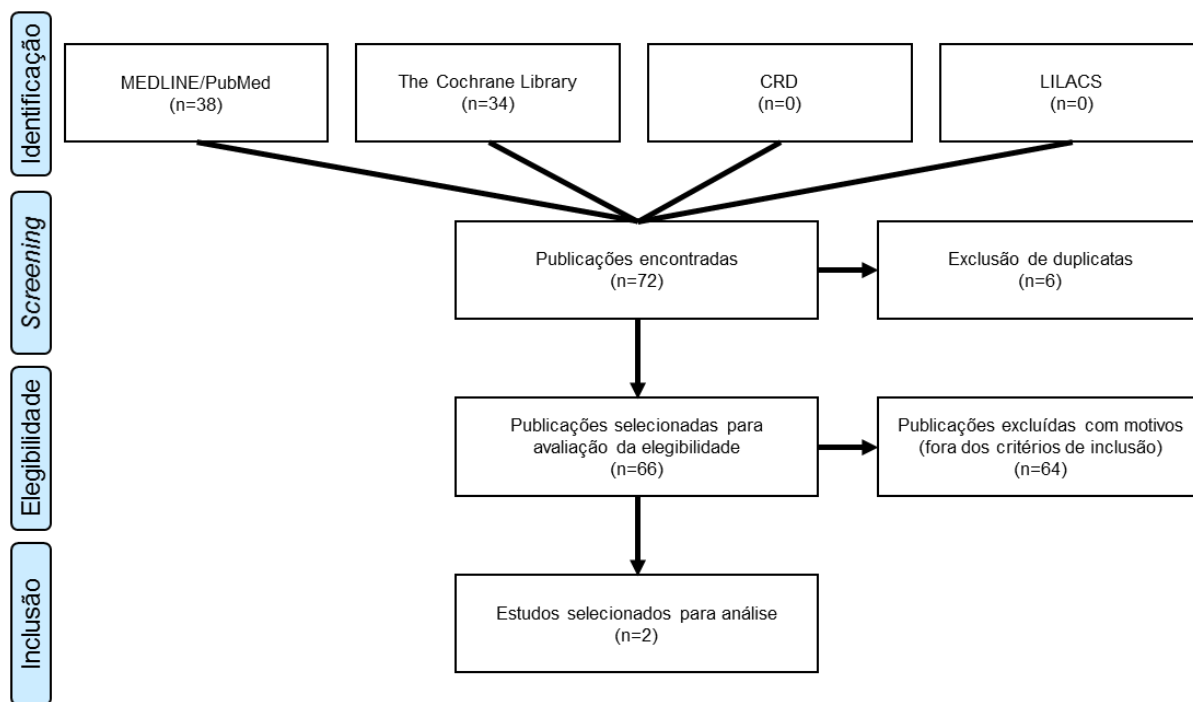 Identificação
MEDLINE/PubMed
(n=38)
The Cochrane Library
(n=34)
CRD
(n=0)
LILACS
(n=0)
Screening
Publicações encontradas
(n=72)
Exclusão de duplicatas
(n=6)
Elegibilidade
Publicações selecionadas para
avaliação da elegibilidade
(n=66)
Publicações excluídas com motivos
(fora dos critérios de inclusão)
(n=64)
Inclusão
Estudos selecionados para análise
(n=2)